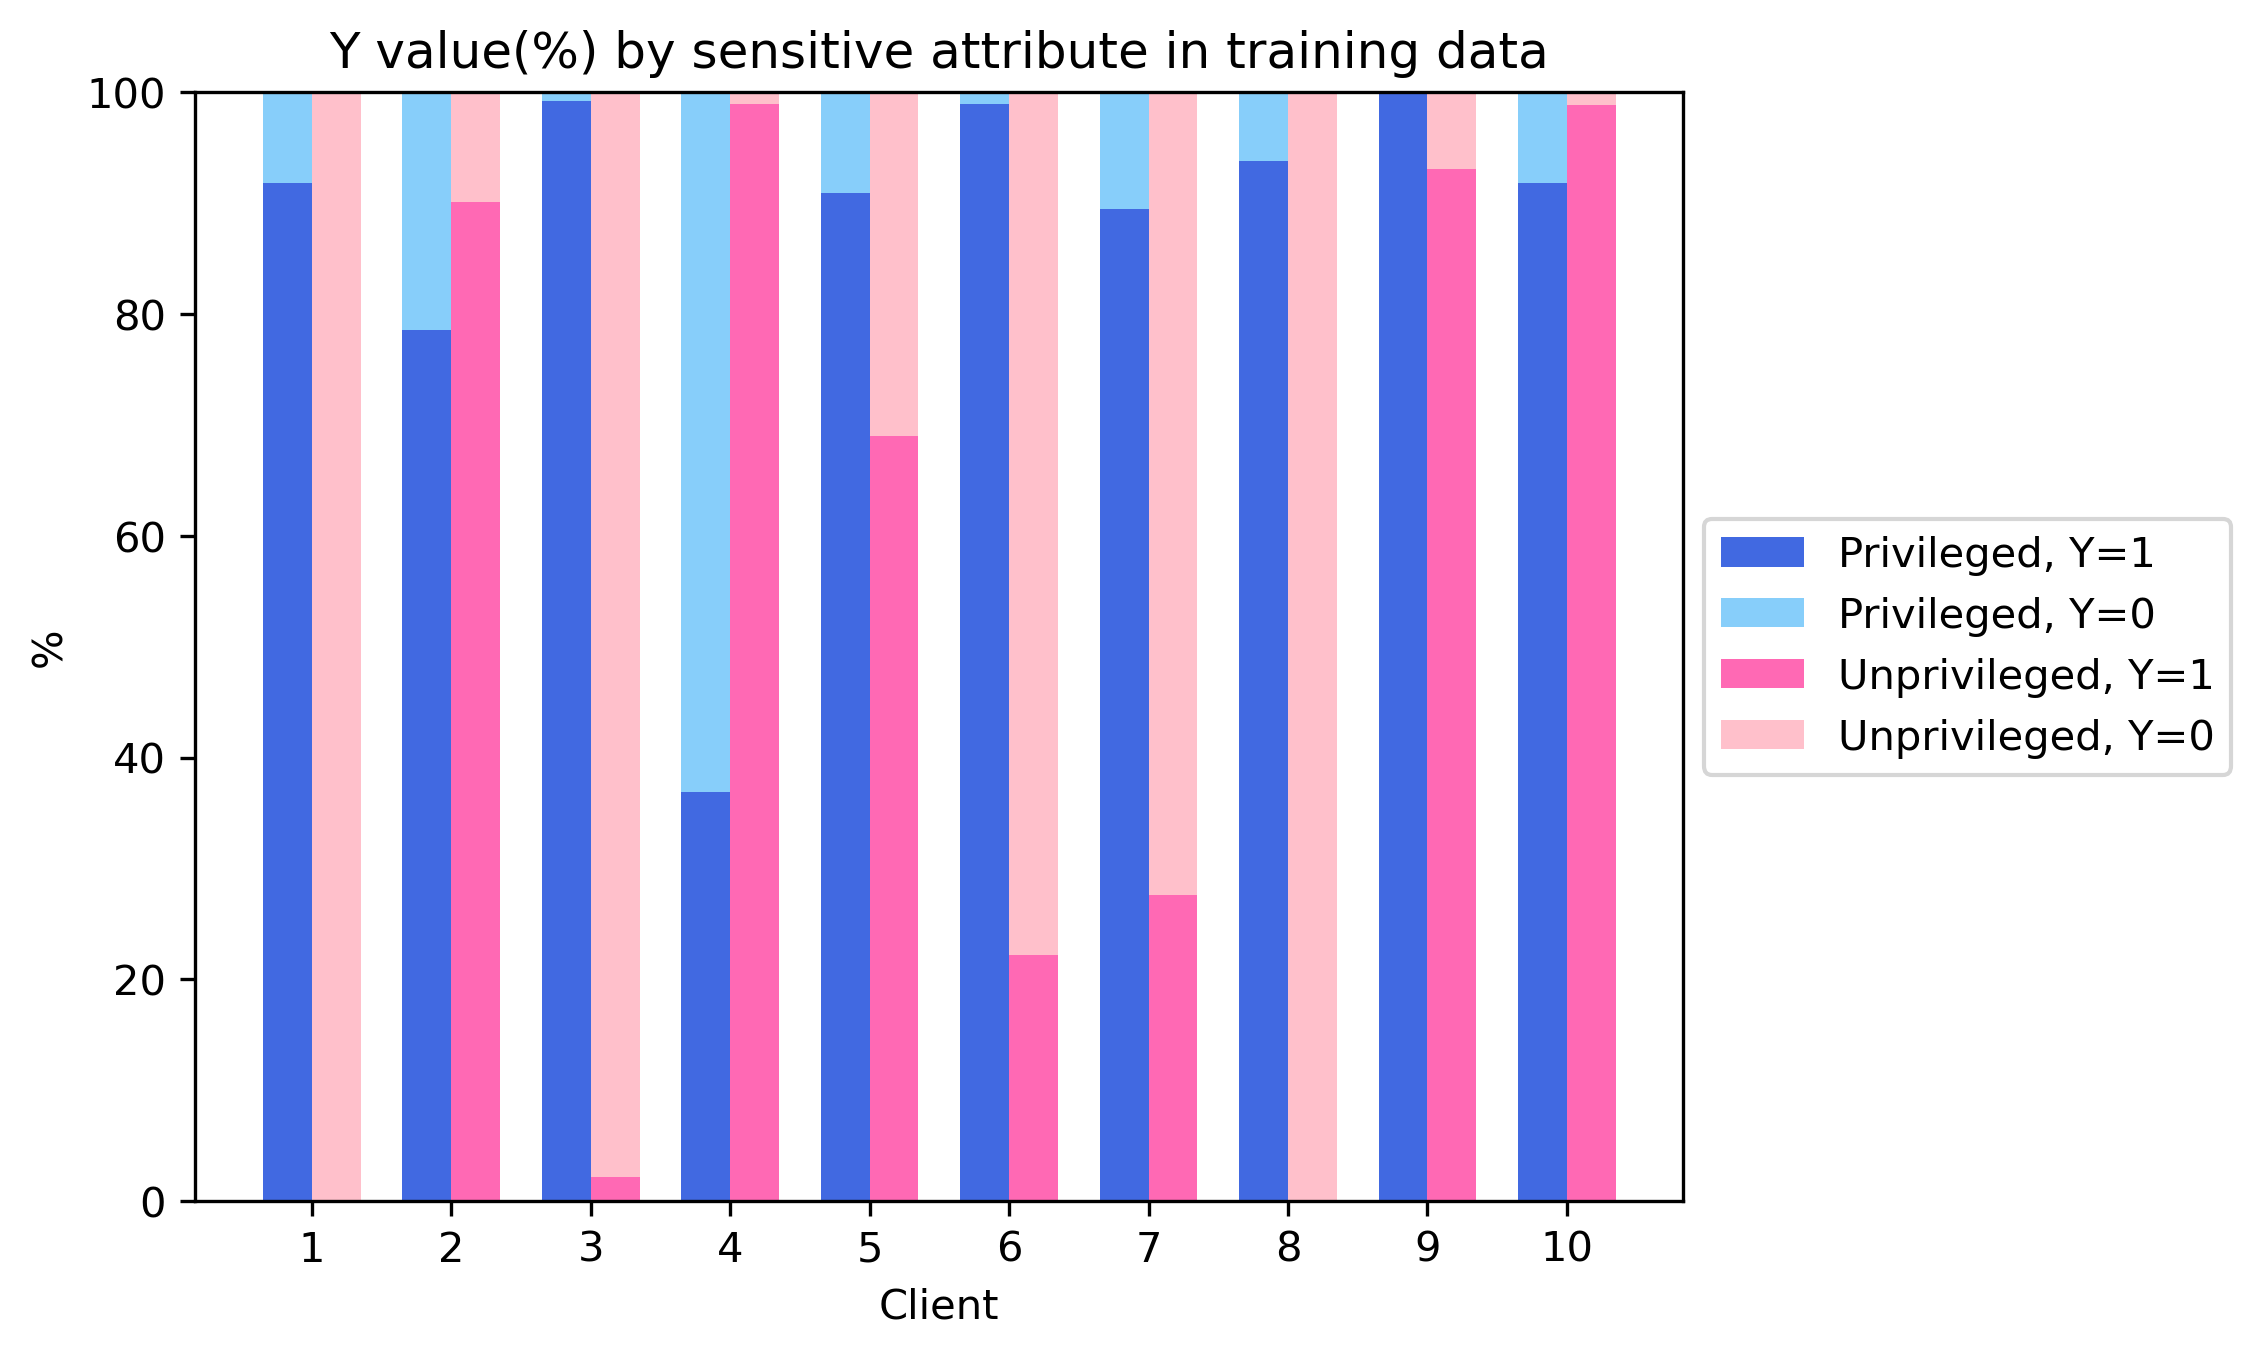 Y value(%) by sensitive attribute in training data
100
80
60
40
20
0
%
1 2 3 4 5 6 7 8 9 10
Client
Privileged, Y=1
Privileged, Y=0
Unprivileged, Y=1
Unprivileged, Y=0